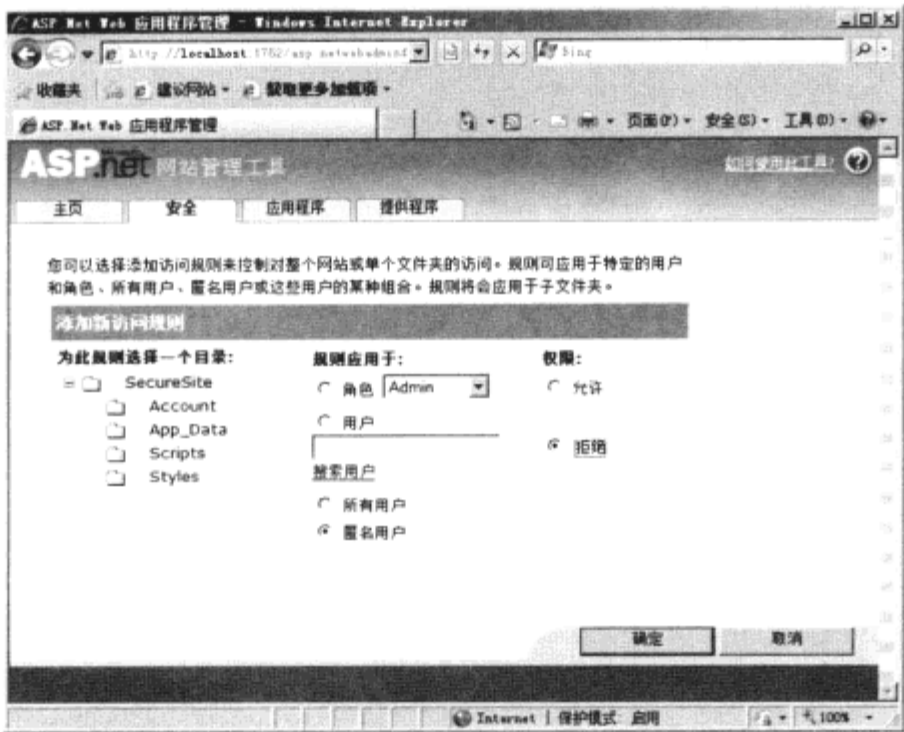 ASP.Net Web 应用程序管理 - Windows Internet Explorer
http://localhost:1762/asp.netwebadminf
Bing
收藏夹 建议网站 获取更多加载项
ASP.Net Web 应用程序管理
页面(P) 安全(S) 工具(O)
ASP.net 网站管理工具
如何使用此工具?
主页 安全 应用程序 提供程序
您可以选择添加访问规则来控制对整个网站或单个文件夹的访问。规则可应用于特定的用户
和角色、所有用户、匿名用户或这些用户的某种组合。规则将会应用于子文件夹。
添加新访问规则
为此规则选择一个目录:
SecureSite
Account
App_Data
Scripts
Styles
规则应用于:
角色 Admin
用户
搜索用户
所有用户
匿名用户
权限:
允许
拒绝
确定 取消
Internet | 保护模式: 启用
100%